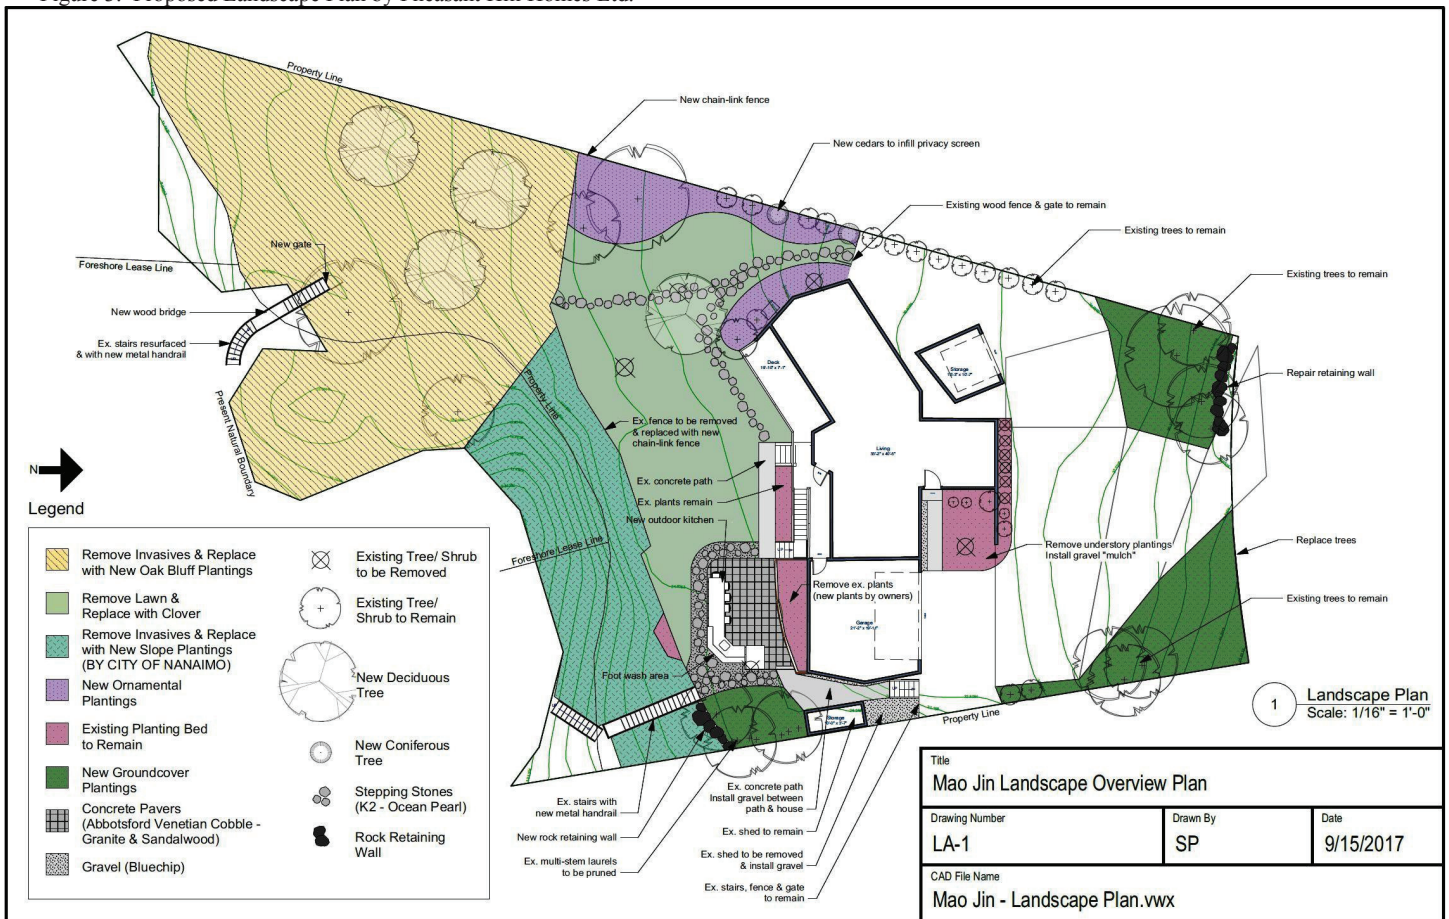 Figure 3: Proposed Landscape Plan by Pheasant Hill Homes Ltd.
Property Line
New chain-link fence
New cedars to infill privacy screen
Existing wood fence & gate to remain
Existing trees to remain
Existing trees to remain
New gate
Foreshore Lease Line
New wood bridge
Ex. stairs resurfaced
& with new metal handrail
Present Natural Boundary
Property Line
Deck
Storage
Repair retaining wall
Ex. fence to be removed
& replaced with new
chain-link fence
Living
Ex. concrete path
Ex. plants remain
New outdoor kitchen
Foreshore Lease Line
Remove understory plantings
Install gravel "mulch"
Replace trees
Remove ex. plants
(new plants by owners)
Existing trees to remain
Garage
Foot wash area
Storage
Property Line
UP
Ex. stairs with
new metal handrail
New rock retaining wall
Ex. multi-stem laurels
to be pruned
Ex. concrete path
Install gravel between
path & house
Ex. shed to remain
Ex. shed to be removed
& install gravel
Ex. stairs, fence & gate
to remain
N
Legend
Remove Invasives & Replace
with New Oak Bluff Plantings
Remove Lawn &
Replace with Clover
Remove Invasives & Replace
with New Slope Plantings
(BY CITY OF NANAIMO)
New Ornamental
Plantings
Existing Planting Bed
to Remain
New Groundcover
Plantings
Concrete Pavers
(Abbotsford Venetian Cobble -
Granite & Sandalwood)
Gravel (Bluechip)
Existing Tree/ Shrub
to be Removed
Existing Tree/
Shrub to Remain
New Deciduous
Tree
New Coniferous
Tree
Stepping Stones
(K2 - Ocean Pearl)
Rock Retaining
Wall
1
Landscape Plan
Scale: 1/16" = 1'-0"
Title
Mao Jin Landscape Overview Plan
Drawing Number
LA-1
Drawn By
SP
Date
9/15/2017
CAD File Name
Mao Jin - Landscape Plan.vwx